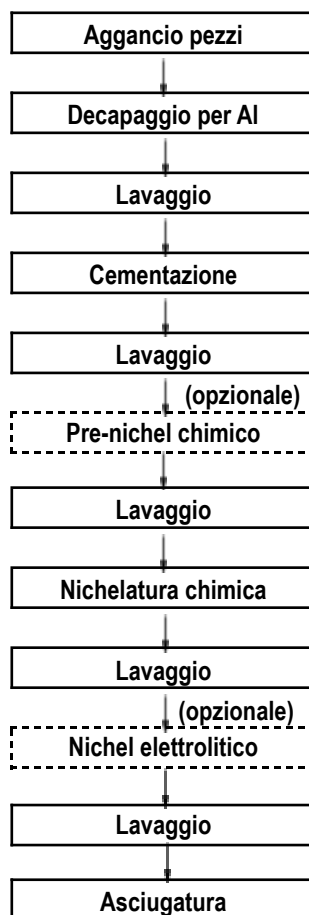 Aggancio pezzi
Decapaggio per Al
Lavaggio
Cementazione
Lavaggio
(opzionale)
Pre-nichel chimico
Lavaggio
Nichelatura chimica
Lavaggio
(opzionale)
Nichel elettrolitico
Lavaggio
Asciugatura